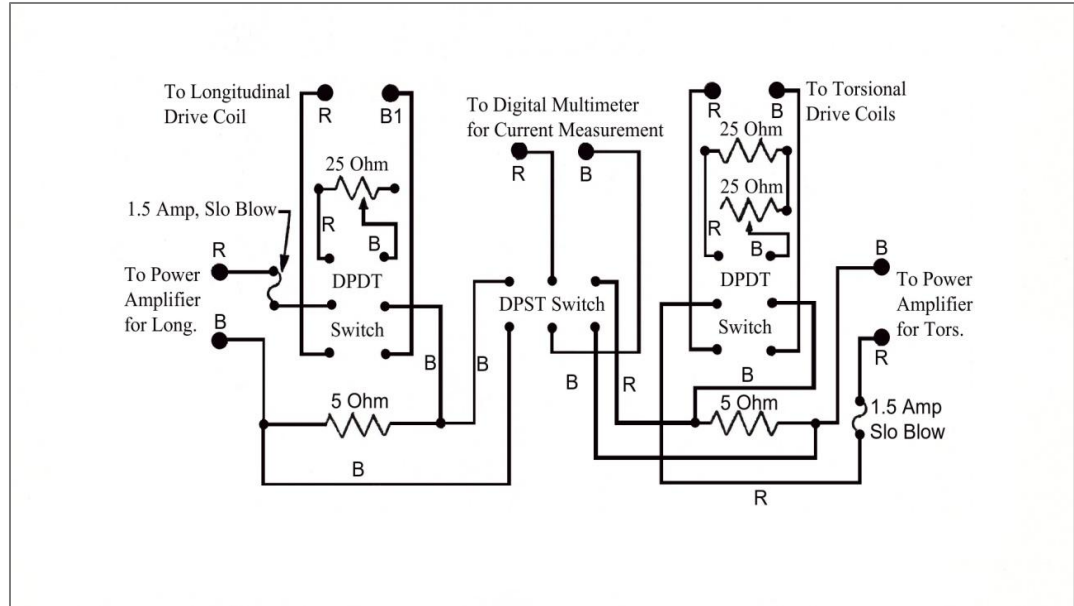 To Longitudinal
Drive Coil
R
B1
25 Ohm
R
B
1.5 Amp, Slo Blow
R
To Power
Amplifier
for Long.
B
DPDT
Switch
B
B
5 Ohm
B
To Digital Multimeter
for Current Measurement
R
B
DPST Switch
B
R
To Torsional
Drive Coils
R
B
25 Ohm
25 Ohm
R
B
DPDT
Switch
B
5 Ohm
B
To Power
Amplifier
for Tors.
R
1.5 Amp
Slo Blow
R